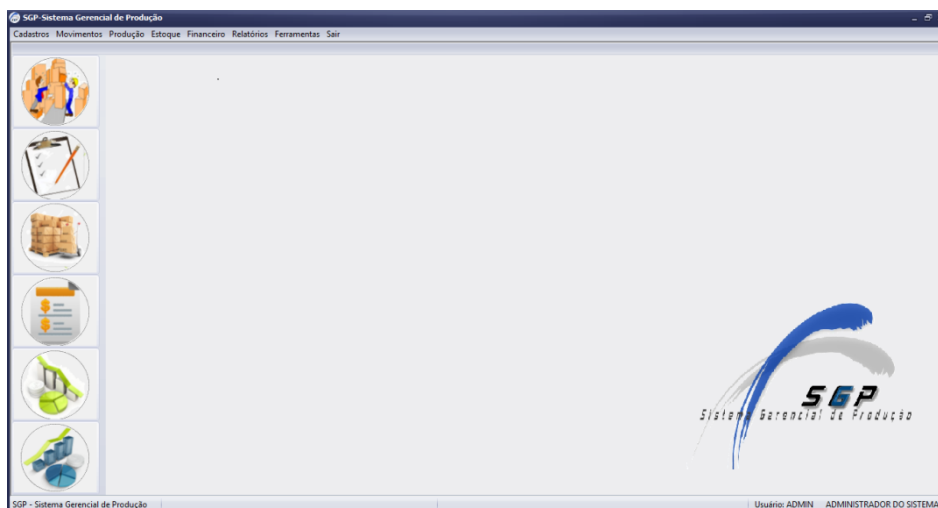 SGP-Sistema Gerencial de Produção
Cadastros Movimentos Produção Estoque Financeiro Relatórios Ferramentas Sair
SGP
Sistema Gerencial de Produção
SGP - Sistema Gerencial de Produção Usuário: ADMIN ADMINISTRADOR DO SISTEMA